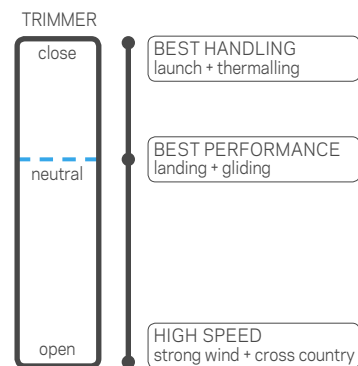 TRIMMER
close
BEST HANDLING
launch + thermalling
neutral
BEST PERFORMANCE
landing + gliding
open
HIGH SPEED
strong wind + cross country